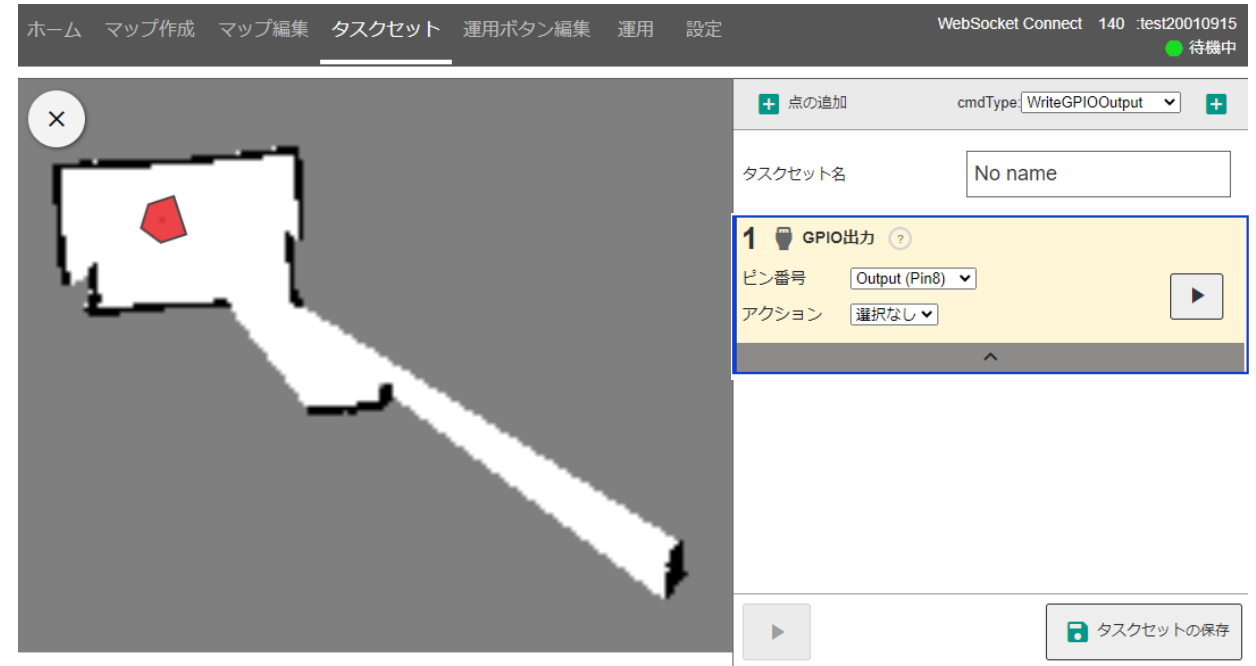 ホーム マップ作成 マップ編集 タスクセット 運用ボタン編集 運用 設定
WebSocket Connect 140 :test20010915
待機中
点の追加 cmdType: WriteGPIOOutput
タスクセット名 No name
1 GPIO出力 ?
ピン番号 Output (Pin8)
アクション 選択なし
タスクセットの保存